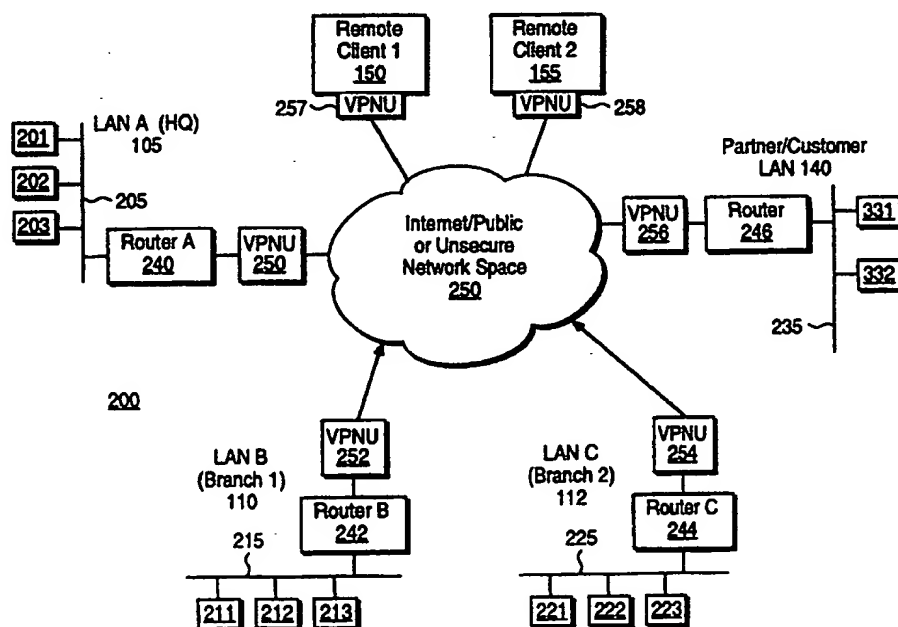 Remote
Client 1
150
VPNU
257
Remote
Client 2
155
VPNU
258
LAN A (HQ)
105
201
202
203
205
Router A
240
VPNU
250
Internet/Public
or Unsecure
Network Space
250
Partner/Customer
LAN 140
VPNU
256
Router
246
331
332
235
200
VPNU
252
LAN B
(Branch 1)
110
Router B
242
215
211
212
213
VPNU
254
LAN C
(Branch 2)
112
Router C
244
225
221
222
223